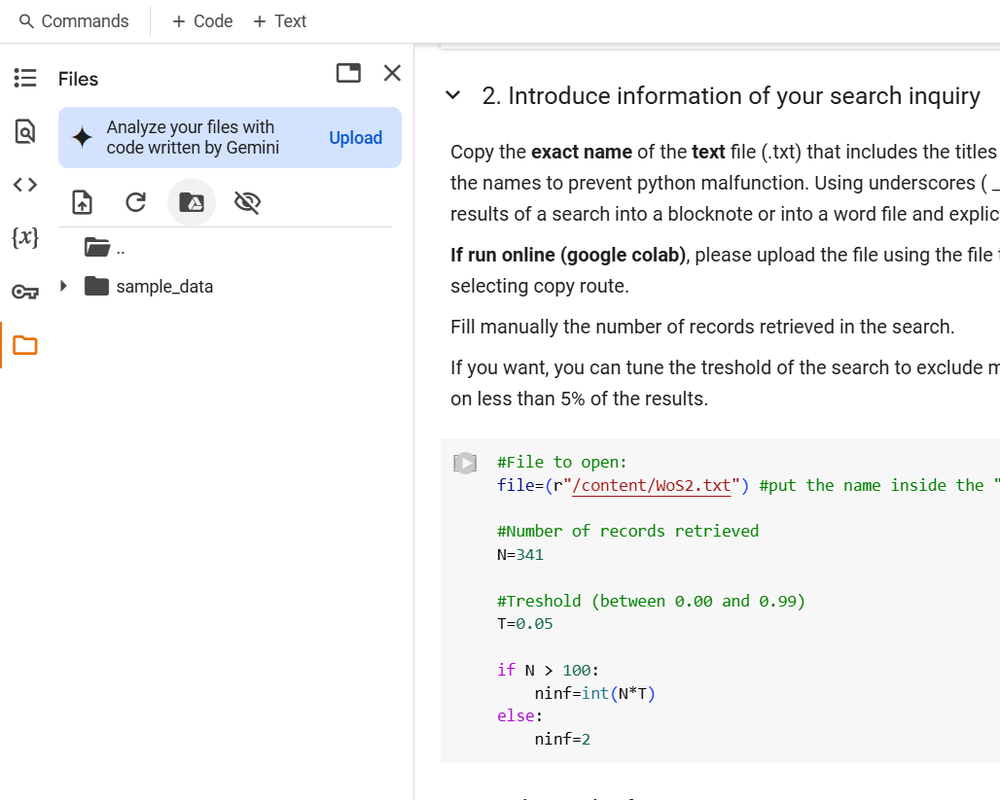 Commands + Code + Text
Files
Analyze your files with
code written by Gemini
Upload
..
sample_data
{x}
2. Introduce information of your search inquiry
Copy the exact name of the text file (.txt) that includes the titles
the names to prevent python malfunction. Using underscores ( _
results of a search into a blocknote or into a word file and explic
If run online (google colab), please upload the file using the file
selecting copy route.
Fill manually the number of records retrieved in the search.
If you want, you can tune the treshold of the search to exclude
on less than 5% of the results.
#File to open:
file=(r"/content/WoS2.txt") #put the name inside the "
#Number of records retrieved
N=341
#Treshold (between 0.00 and 0.99)
T=0.05
if N > 100:
    ninf=int(N*T)
else:
    ninf=2